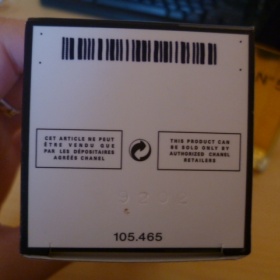 CET ARTICLE NE PEUT
ÊTRE VENDU QUE
PAR LES DÉPOSITAIRES
AGRÉÉS CHANEL
THIS PRODUCT CAN
BE SOLD ONLY BY
AUTHORIZED CHANEL
RETAILERS
105.465